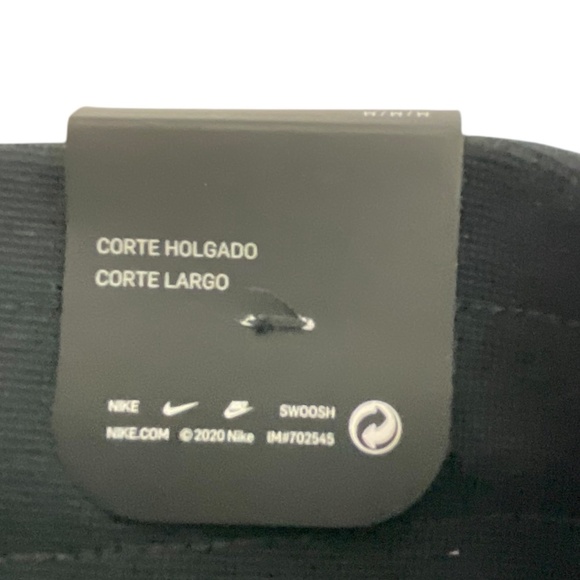 M/M/M
CORTE HOLGADO
CORTE LARGO
NIKE SWOOSH
NIKE.COM ©2020 Nike IM#702545